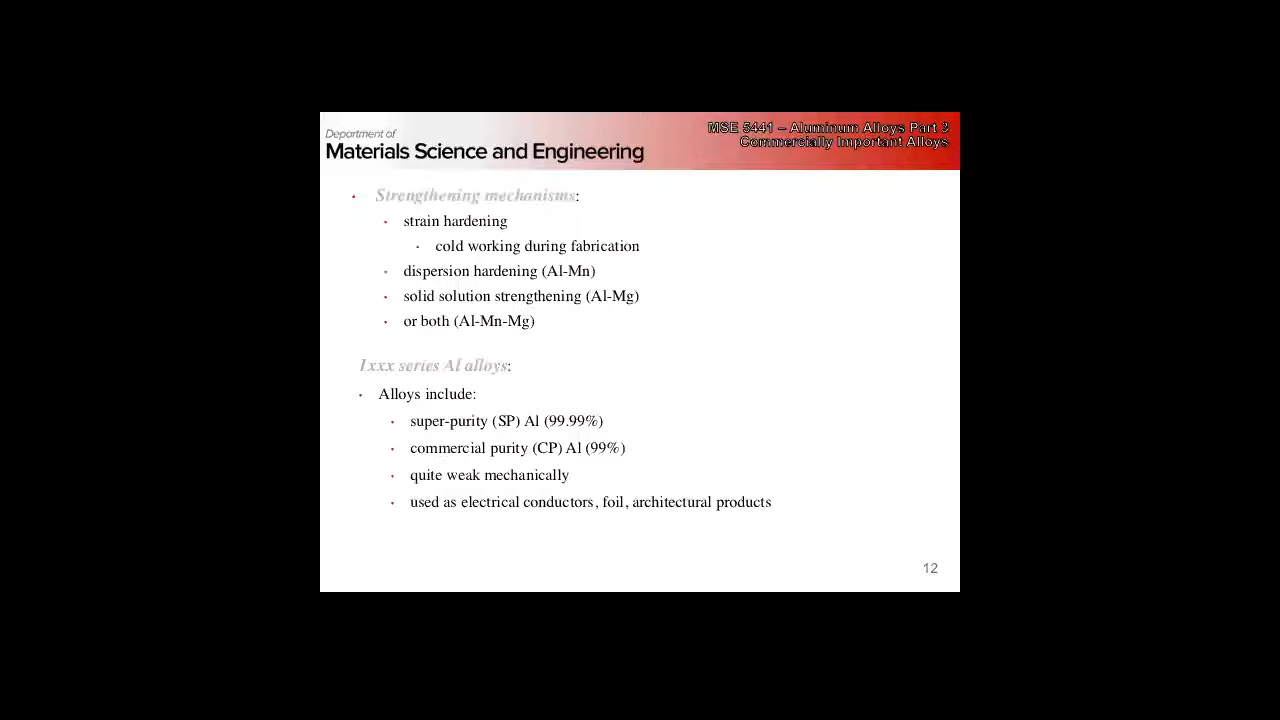 Department of
Materials Science and Engineering
MSE 5441 – Aluminum Alloys Part 3
Commercially Important Alloys
• Strengthening mechanisms:
• strain hardening
• cold working during fabrication
• dispersion hardening (Al-Mn)
• solid solution strengthening (Al-Mg)
• or both (Al-Mn-Mg)
1xxx series Al alloys:
• Alloys include:
• super-purity (SP) Al (99.99%)
• commercial purity (CP) Al (99%)
• quite weak mechanically
• used as electrical conductors, foil, architectural products
12